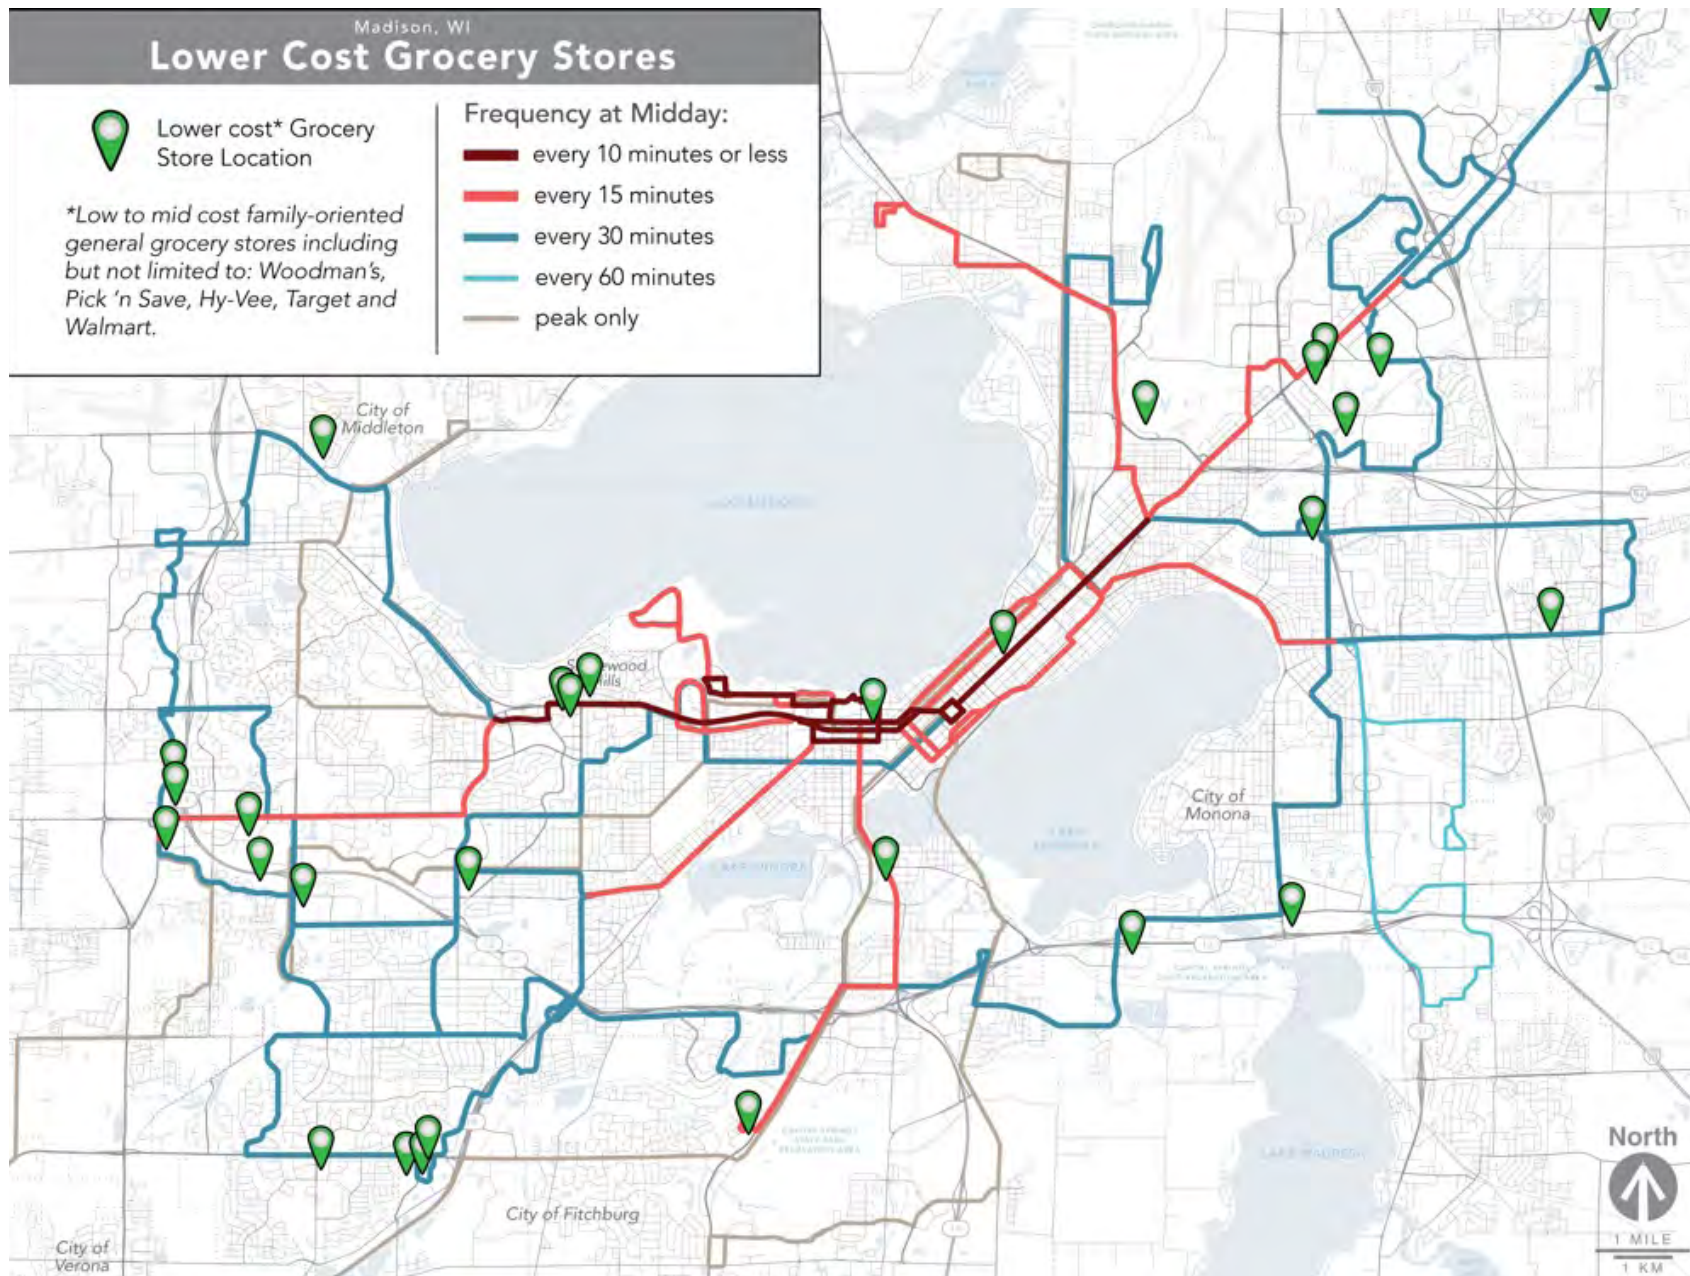 Madison, WI
Lower Cost Grocery Stores
Lower cost* Grocery
Store Location
*Low to mid cost family-oriented
general grocery stores including
but not limited to: Woodman's,
Pick 'n Save, Hy-Vee, Target and
Walmart.
Frequency at Midday:
every 10 minutes or less
every 15 minutes
every 30 minutes
every 60 minutes
peak only
City of
Middleton
City of
Monona
City of Fitchburg
City of
Verona
LAKE WAUBESA
North
1 MILE
1 KM